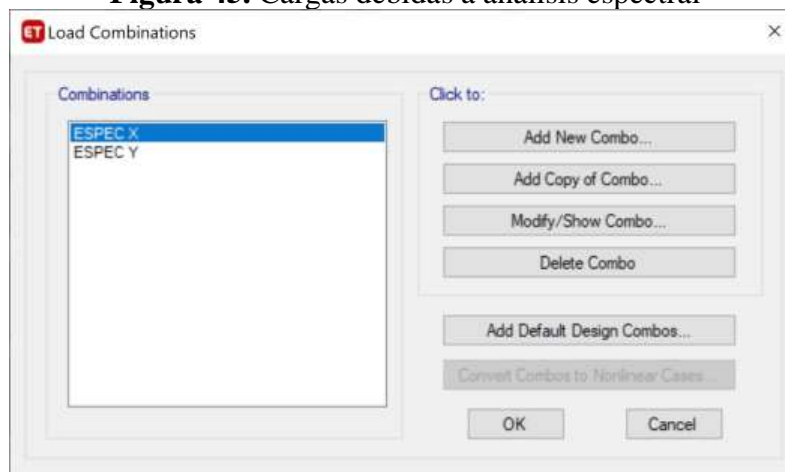 Figura 43. Cargas debidas a análisis espectral
ET Load Combinations
Combinations
ESPEC X
ESPEC Y
Click to:
Add New Combo...
Add Copy of Combo...
Modify/Show Combo...
Delete Combo
Add Default Design Combos...
Convert Combos to Nonlinear Cases...
OK
Cancel